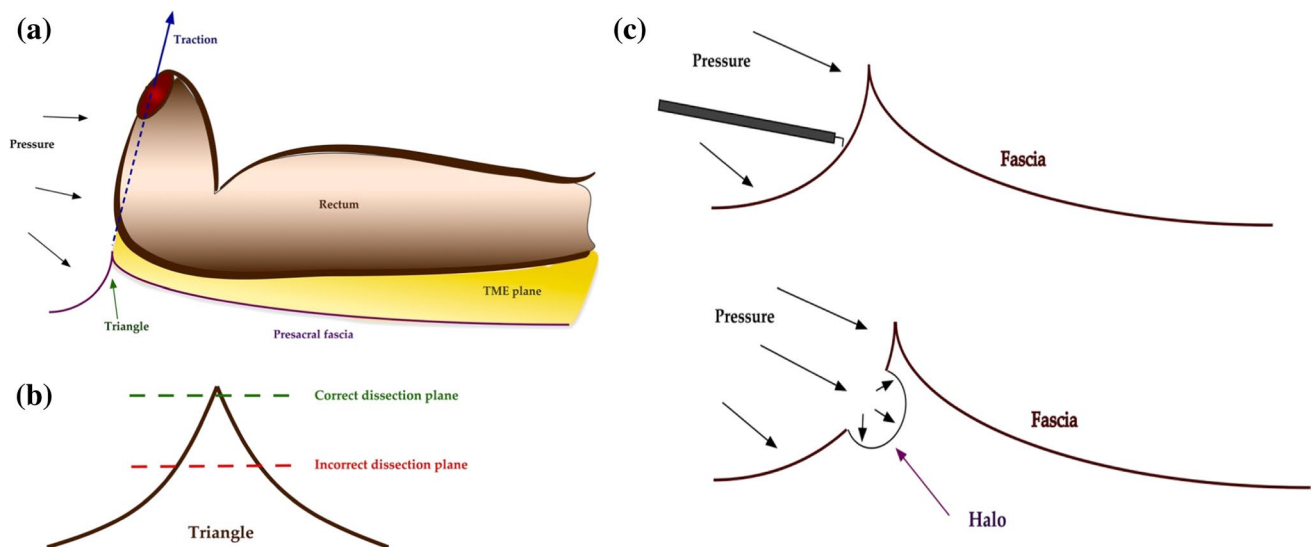 (a)
Traction
Pressure
Rectum
TME plane
Triangle
Presacral fascia
(b)
Correct dissection plane
Incorrect dissection plane
Triangle
(c)
Pressure
Fascia
Pressure
Fascia
Halo